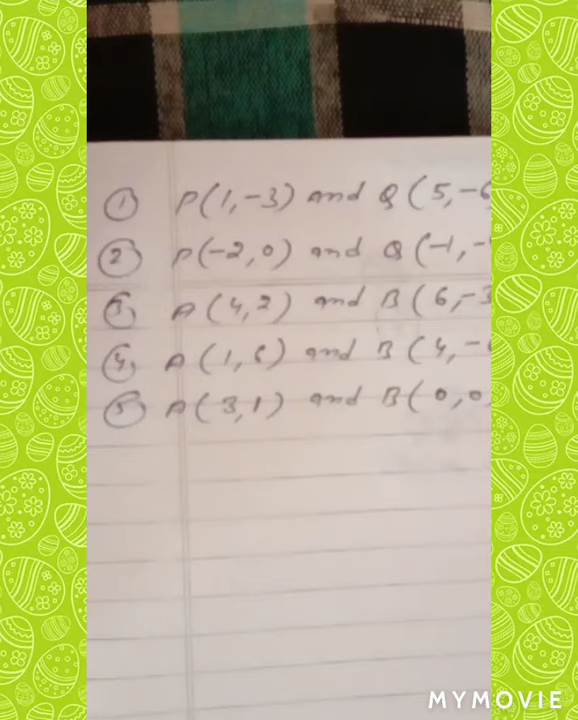 ① P(1,-3) and Q(5,-6
② P(-2,0) and Q(-1,-
③ A(4,2) and B(6,-3
④ A(1,6) and B(4,-
⑤ A(3,1) and B(0,0
MYMOVIE